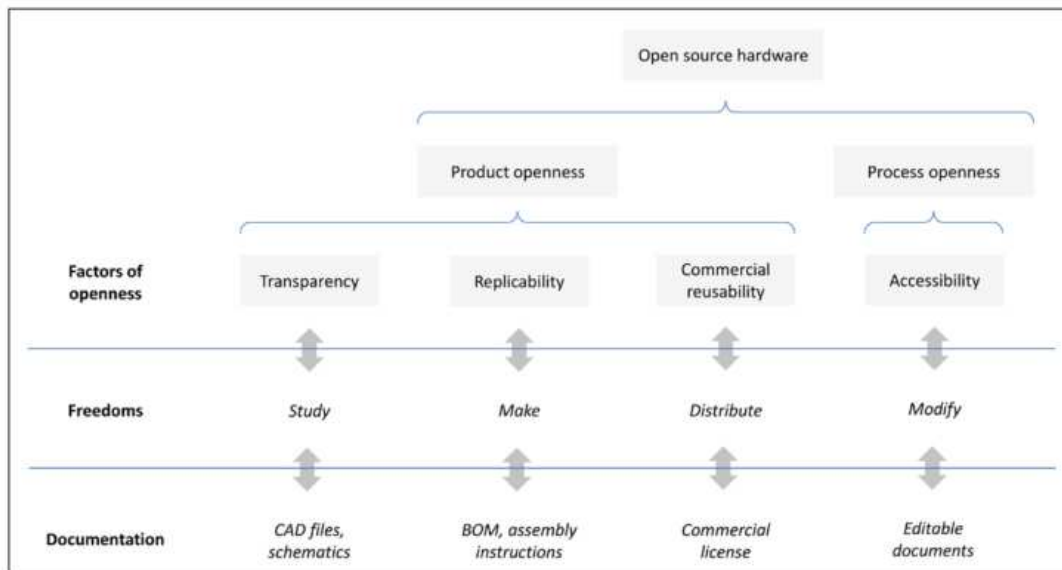 Open source hardware
Product openness
Process openness
Factors of
openness
Transparency
Replicability
Commercial
reusability
Accessibility
Freedoms
Study
Make
Distribute
Modify
Documentation
CAD files,
schematics
BOM, assembly
instructions
Commercial
license
Editable
documents